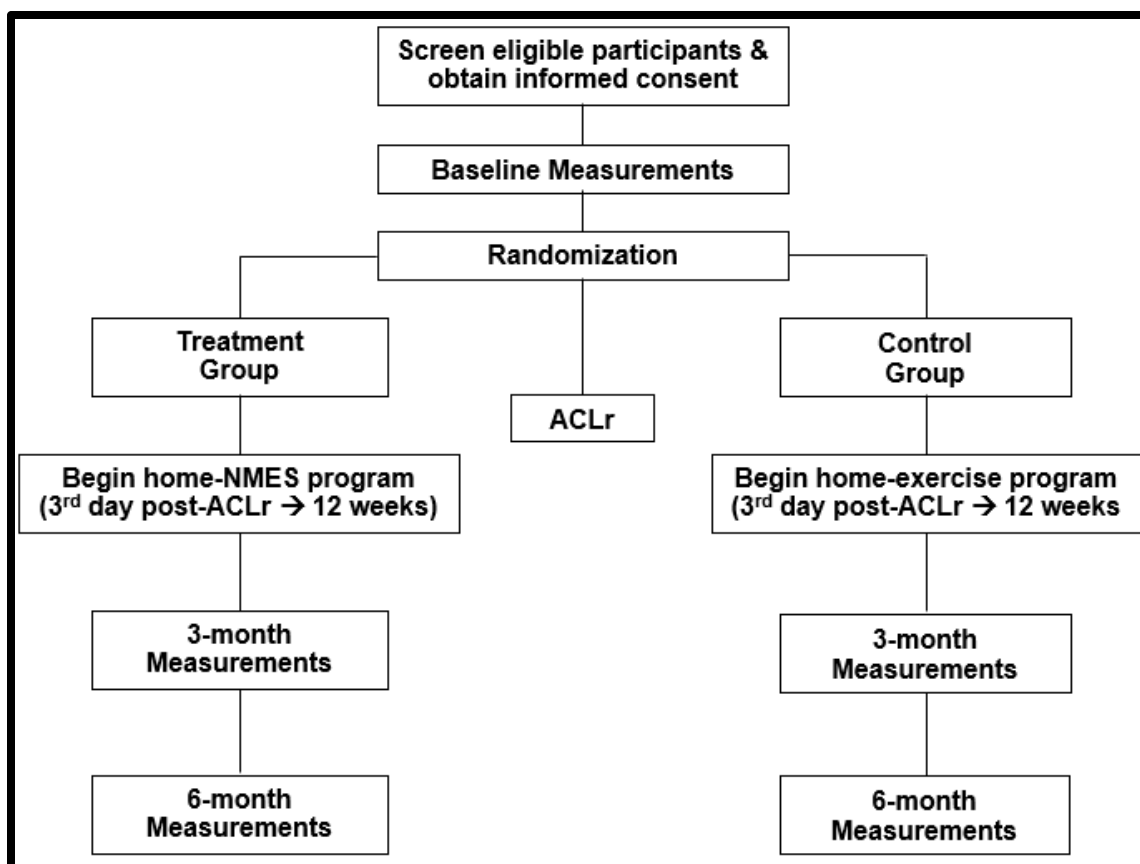 Screen eligible participants &
obtain informed consent
Baseline Measurements
Randomization
Treatment
Group
Control
Group
ACLr
Begin home-NMES program
(3rd day post-ACLr → 12 weeks)
Begin home-exercise program
(3rd day post-ACLr → 12 weeks
3-month
Measurements
3-month
Measurements
6-month
Measurements
6-month
Measurements